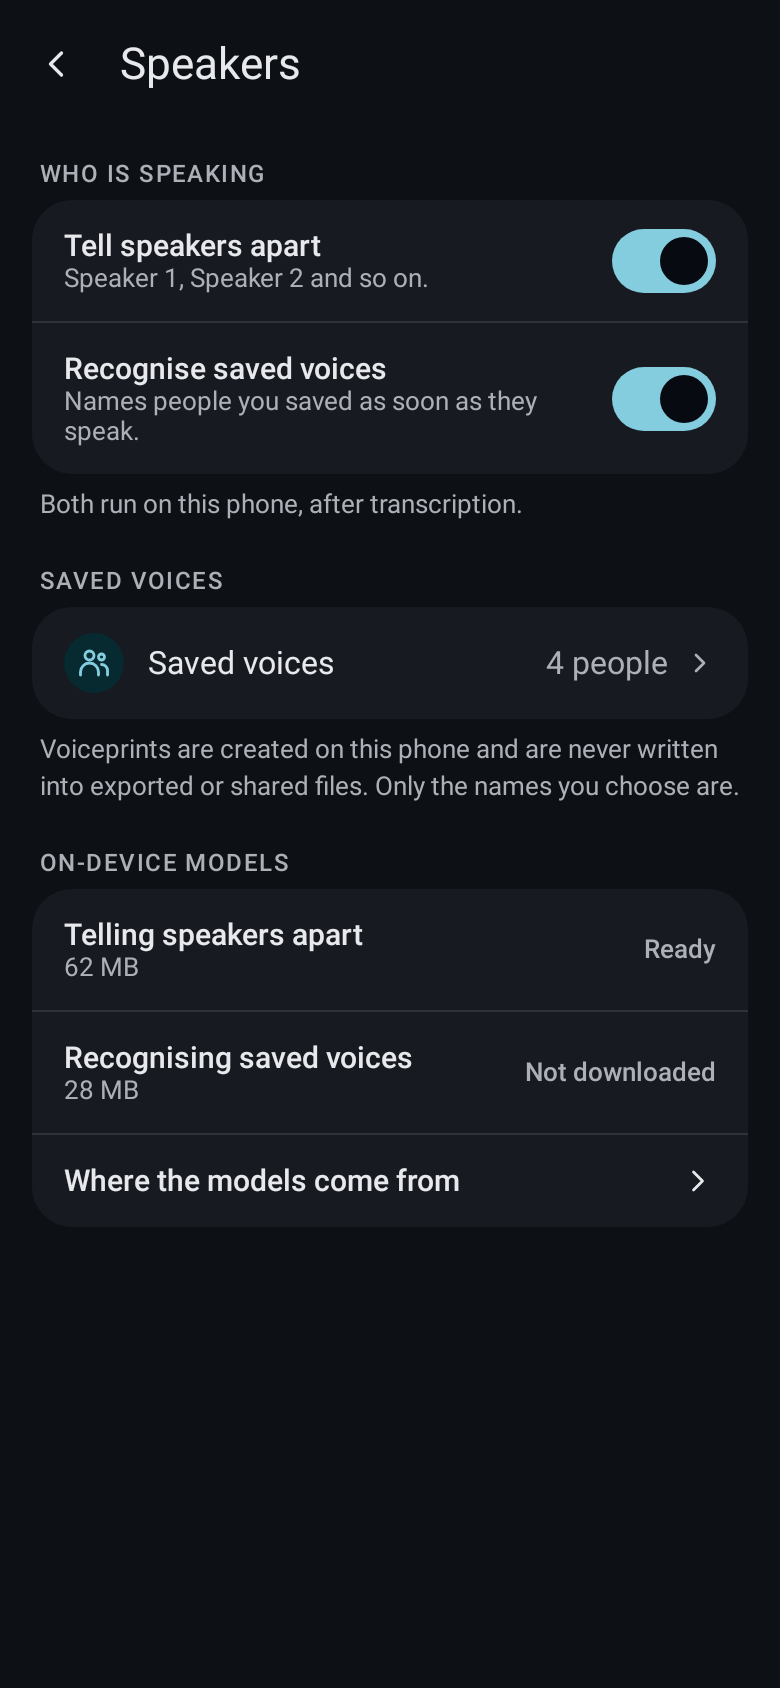 Speakers
WHO IS SPEAKING
Tell speakers apart
Speaker 1, Speaker 2 and so on.
Recognise saved voices
Names people you saved as soon as they
speak.
Both run on this phone, after transcription.
SAVED VOICES
Saved voices 4 people
Voiceprints are created on this phone and are never written
into exported or shared files. Only the names you choose are.
ON-DEVICE MODELS
Telling speakers apart
62 MB
Ready
Recognising saved voices
28 MB
Not downloaded
Where the models come from